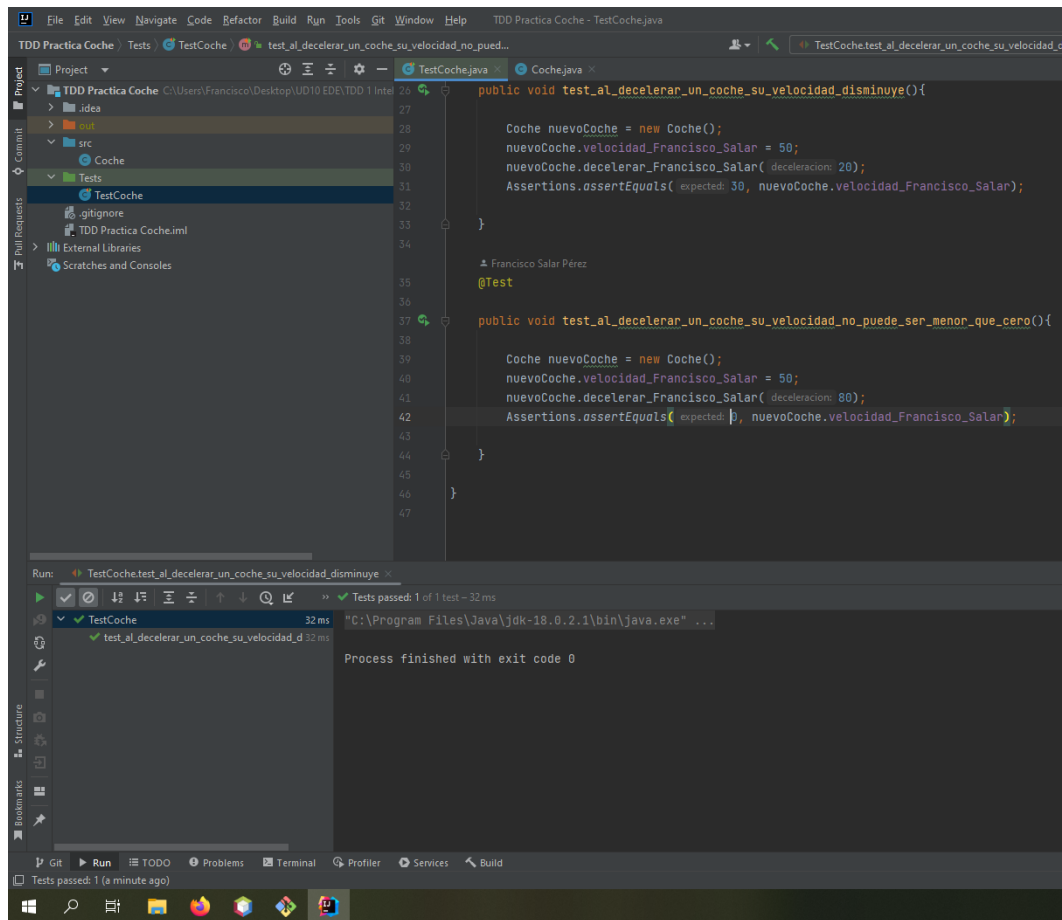 File Edit View Navigate Code Refactor Build Run Tools Git Window Help TDD Practica Coche - TestCoche.java
TDD Practica Coche Tests TestCoche test_al_decelerar_un_coche_su_velocidad_no_pued... TestCoche.test_al_decelerar_un_coche_su_velocidad_d
Project
TestCoche.java Coche.java
Project
Commit
Pull Requests
TDD Practica Coche C:\Users\Francisco\Desktop\UD10 EDE\TDD 1 Intel
.idea
out
src
Coche
Tests
TestCoche
.gitignore
TDD Practica Coche.iml
External Libraries
Scratches and Consoles
26 public void test_al_decelerar_un_coche_su_velocidad_disminuye(){
27
28 Coche nuevoCoche = new Coche();
29 nuevoCoche.velocidad_Francisco_Salar = 50;
30 nuevoCoche.decelerar_Francisco_Salar( deceleracion: 20);
31 Assertions.assertEquals( expected: 30, nuevoCoche.velocidad_Francisco_Salar);
32
33 }
34
Francisco Salar Pérez
35 @Test
36
37 public void test_al_decelerar_un_coche_su_velocidad_no_puede_ser_menor_que_cero(){
38
39 Coche nuevoCoche = new Coche();
40 nuevoCoche.velocidad_Francisco_Salar = 50;
41 nuevoCoche.decelerar_Francisco_Salar( deceleracion: 80);
42 Assertions.assertEquals( expected: 0, nuevoCoche.velocidad_Francisco_Salar);
43
44 }
45
46 }
47
Run: TestCoche.test_al_decelerar_un_coche_su_velocidad_disminuye
Tests passed: 1 of 1 test – 32 ms
TestCoche 32 ms
test_al_decelerar_un_coche_su_velocidad_d 32 ms
"C:\Program Files\Java\jdk-18.0.2.1\bin\java.exe" ...
Process finished with exit code 0
Structure
Bookmarks
Git Run TODO Problems Terminal Profiler Services Build
Tests passed: 1 (a minute ago)